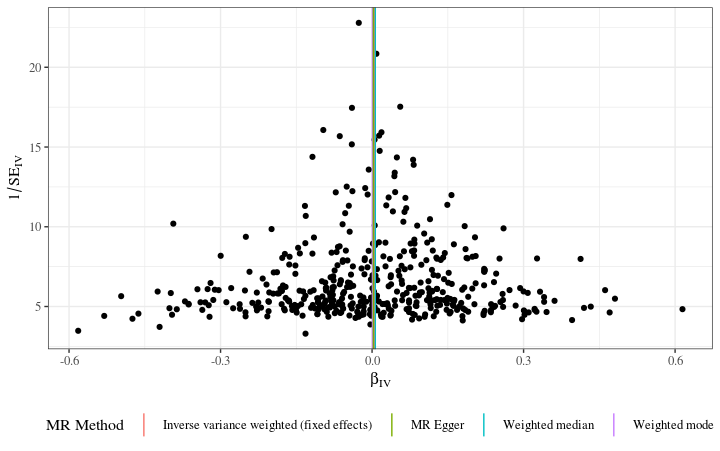 20
15
10
5
1/SE_IV
-0.6 -0.3 0.0 0.3 0.6
β_IV
MR Method Inverse variance weighted (fixed effects) MR Egger Weighted median Weighted mode